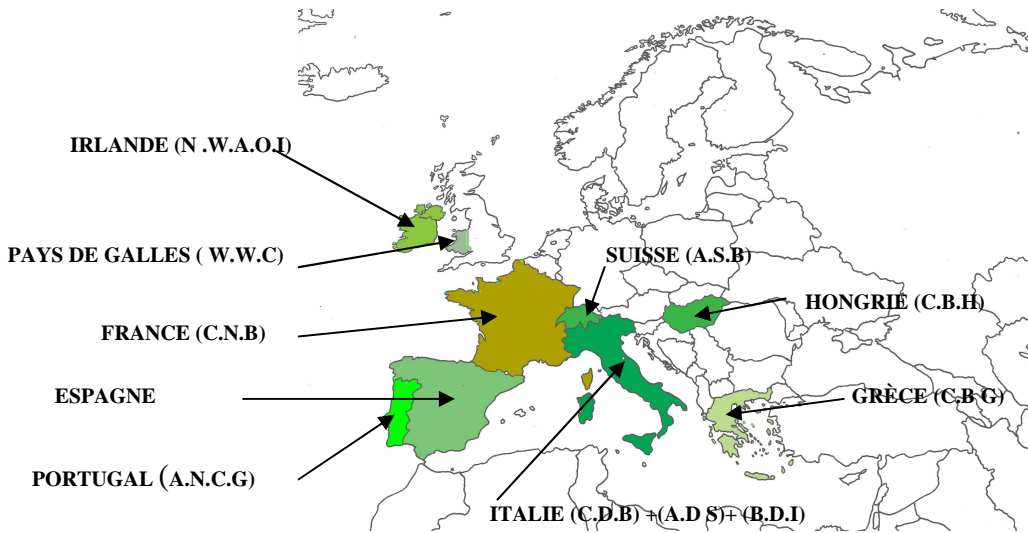 IRLANDE (N .W.A.O.I)
PAYS DE GALLES ( W.W.C)
SUISSE (A.S.B)
HONGRIE (C.B.H)
FRANCE (C.N.B)
ESPAGNE
GRÈCE (C.B G)
PORTUGAL (A.N.C.G)
ITALIE (C.D.B) +(A.D S)+ (B.D.I)